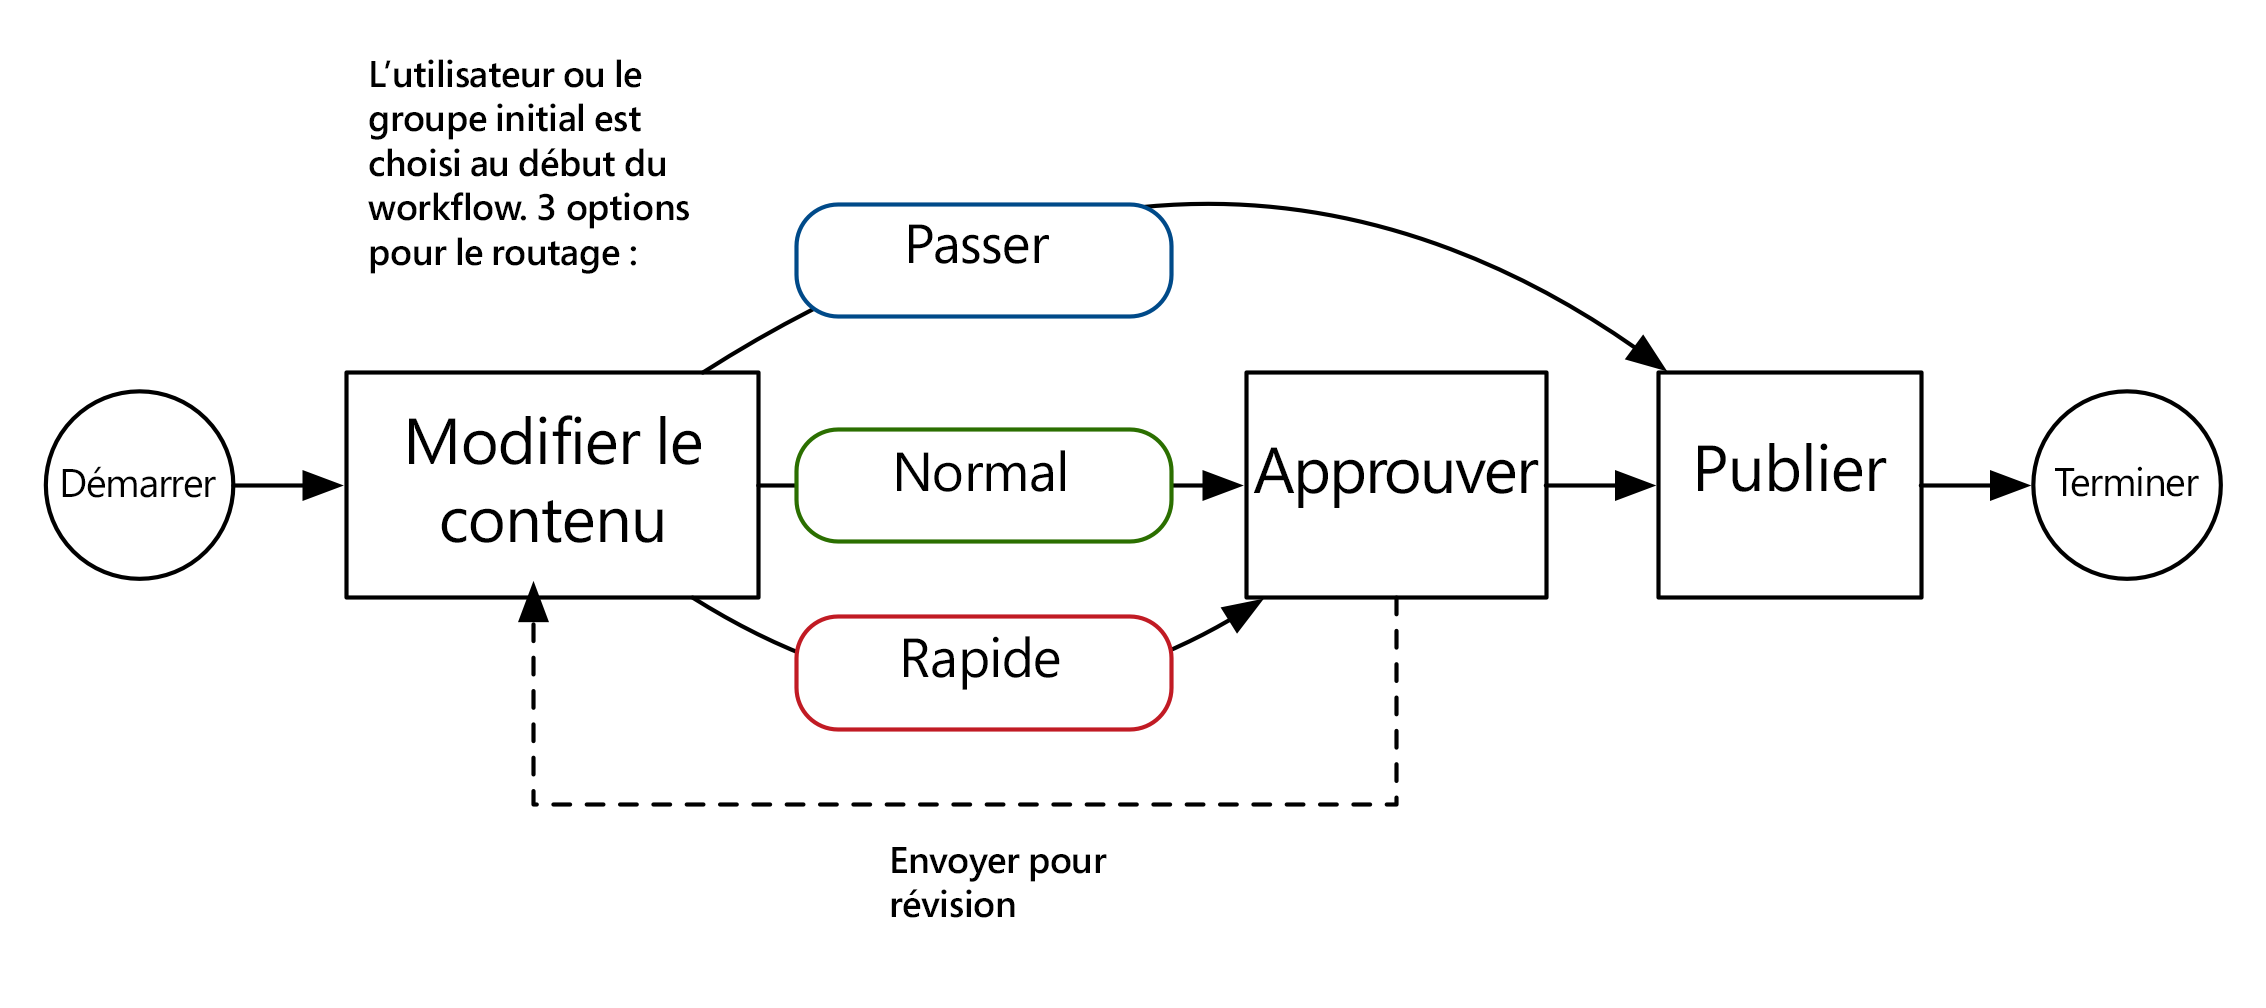 L’utilisateur ou le
groupe initial est
choisi au début du
workflow. 3 options
pour le routage :
Passer
Démarrer
Modifier le
contenu
Normal
Approuver
Publier
Terminer
Rapide
Envoyer pour
révision